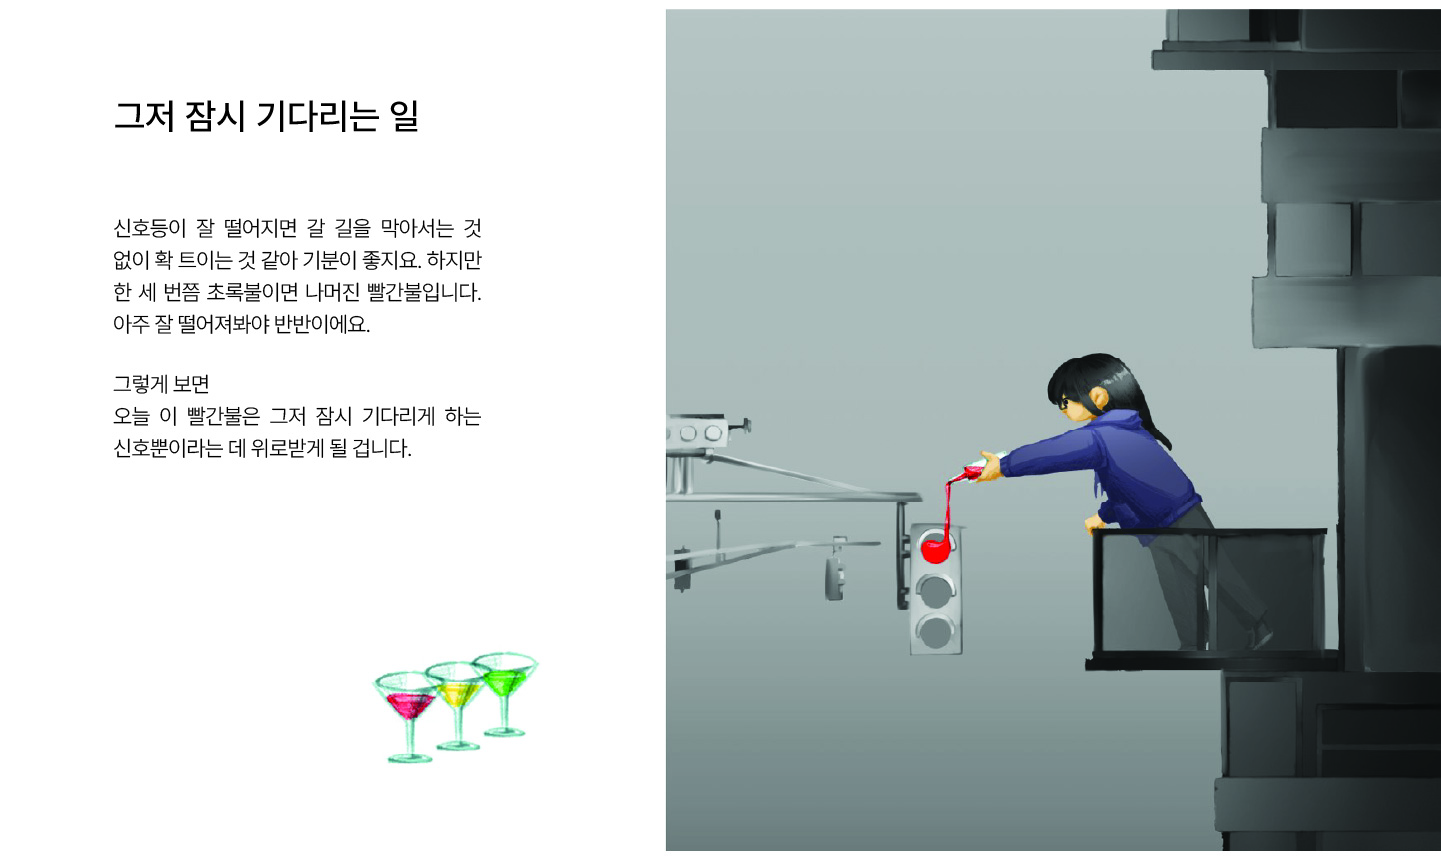 그저 잠시 기다리는 일
신호등이 잘 떨어지면 갈 길을 막아서는 것
없이 확 트이는 것 같아 기분이 좋지요. 하지만
한 세 번쯤 초록불이면 나머진 빨간불입니다.
아주 잘 떨어져봐야 반반이에요.
그렇게 보면
오늘 이 빨간불은 그저 잠시 기다리게 하는
신호뿐이라는 데 위로받게 될 겁니다.